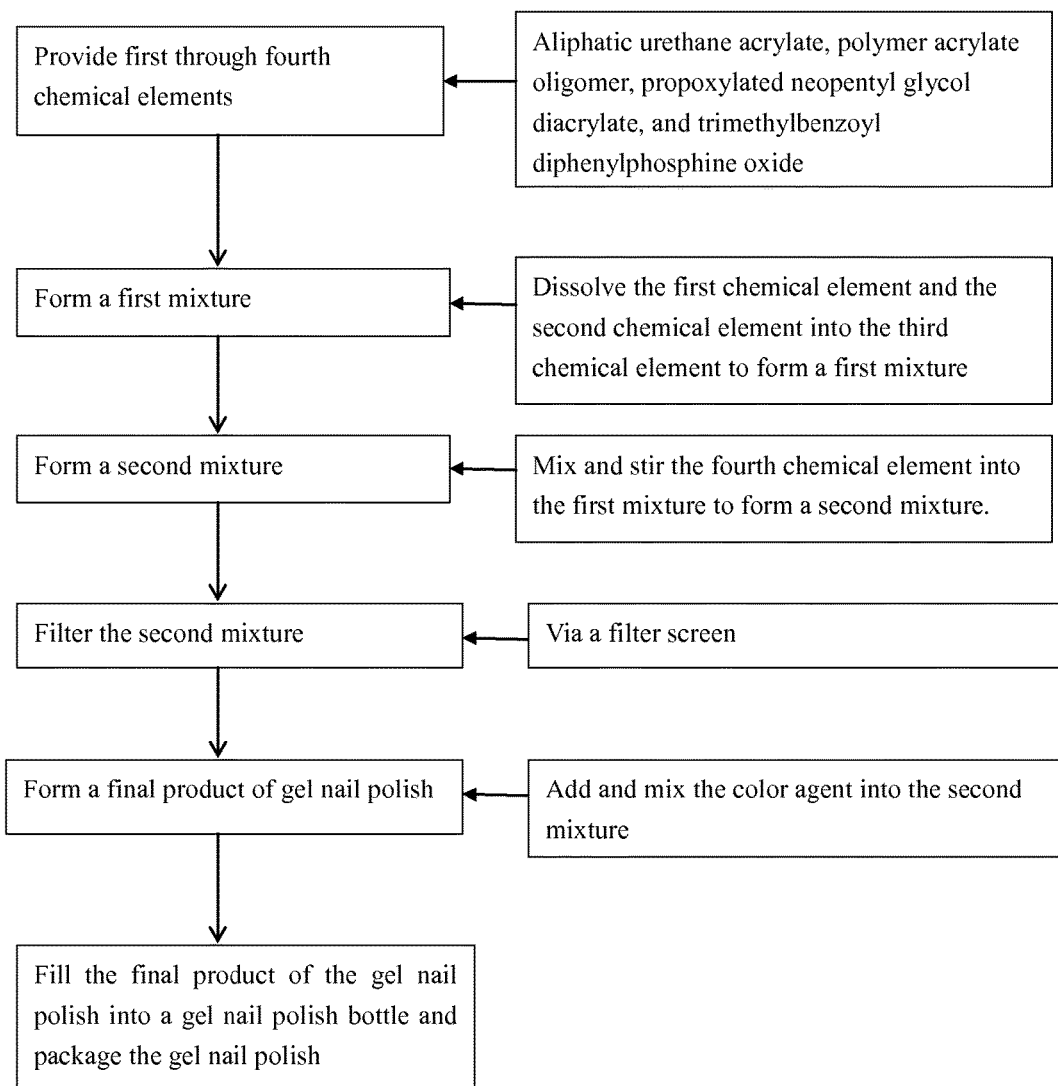 Provide first through fourth
chemical elements
Aliphatic urethane acrylate, polymer acrylate
oligomer, propoxylated neopentyl glycol
diacrylate, and trimethylbenzoyl
diphenylphosphine oxide
Form a first mixture
Dissolve the first chemical element and the
second chemical element into the third
chemical element to form a first mixture
Form a second mixture
Mix and stir the fourth chemical element into
the first mixture to form a second mixture.
Filter the second mixture
Via a filter screen
Form a final product of gel nail polish
Add and mix the color agent into the second
mixture
Fill the final product of the gel nail
polish into a gel nail polish bottle and
package the gel nail polish